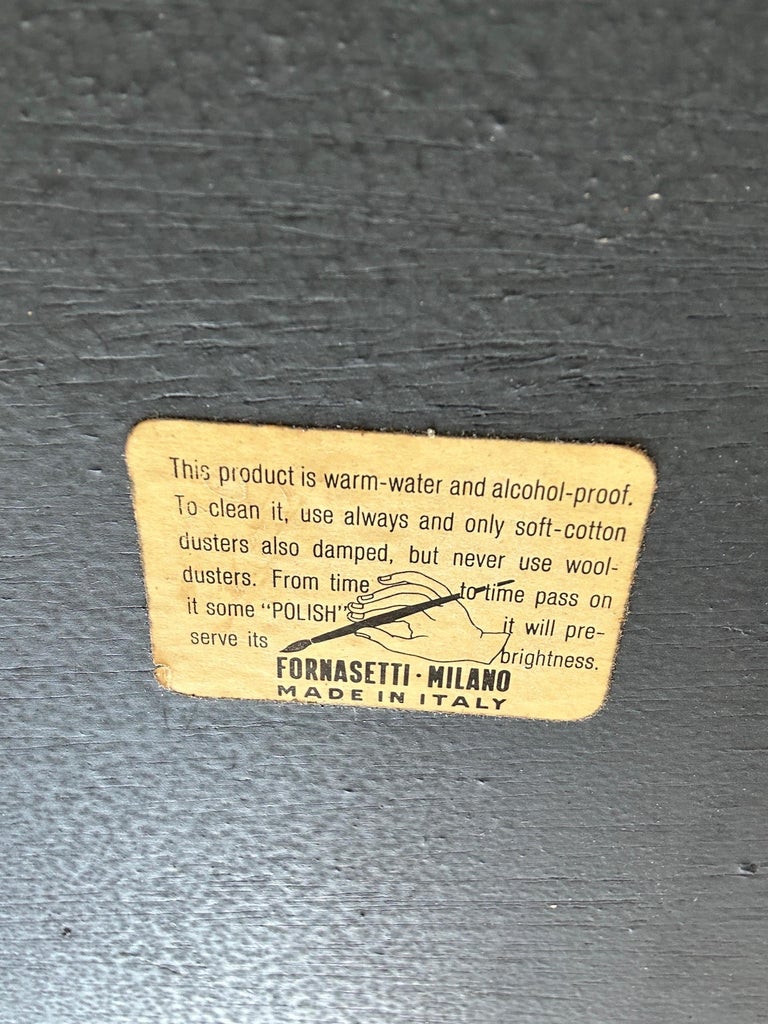 This product is warm-water and alcohol-proof.
To clean it, use always and only soft-cotton
dusters also damped, but never use wool-
dusters. From time to time pass on
it some “POLISH” it will pre-
serve its brightness.
FORNASETTI · MILANO
MADE IN ITALY